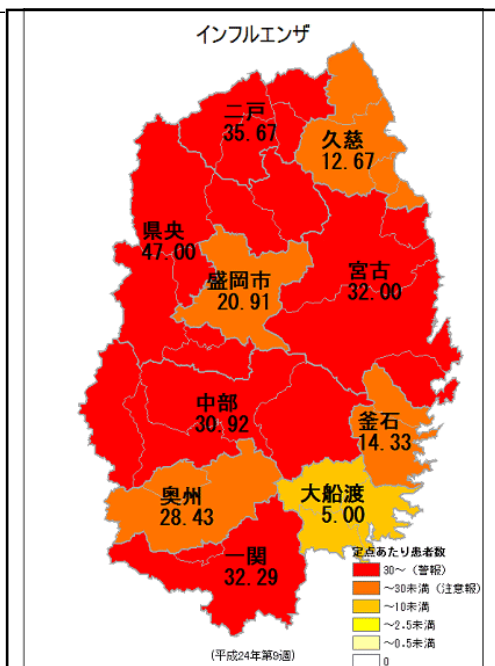 インフルエンザ
二戸
35.67
久慈
12.67
県央
47.00
盛岡市
20.91
宮古
32.00
中部
30.92
釜石
14.33
奥州
28.43
大船渡
5.00
一関
32.29
定点あたり患者数
30～（警報）
～30未満（注意報）
～10未満
～2.5未満
～0.5未満
0
(平成24年第9週)